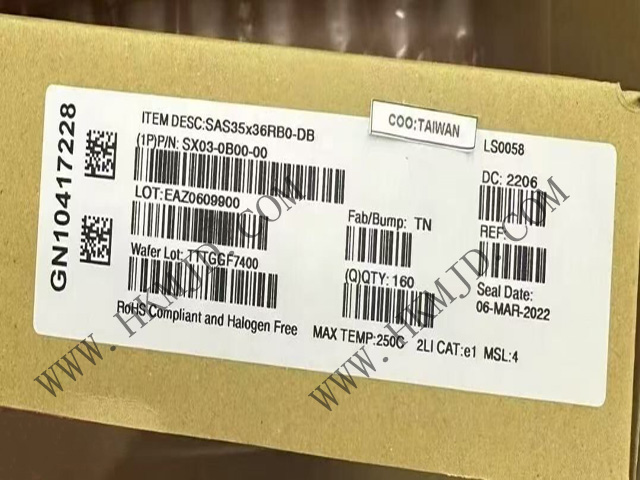 GN10417228
ITEM DESC:SAS35x36RB0-DB
(1P)P/N: SX03-0B00-00
LOT:EAZ0609900
Wafer Lot: TTGGF7400
RoHS Compliant and Halogen Free
COO:TAIWAN
Fab/Bump: TN
(Q)QTY: 160
MAX TEMP:250C 2LI CAT:e1 MSL:4
LS0058
DC: 2206
REF:
Seal Date:
06-MAR-2022
WWW.HKMJD.COM
WWW.HKMJD.COM